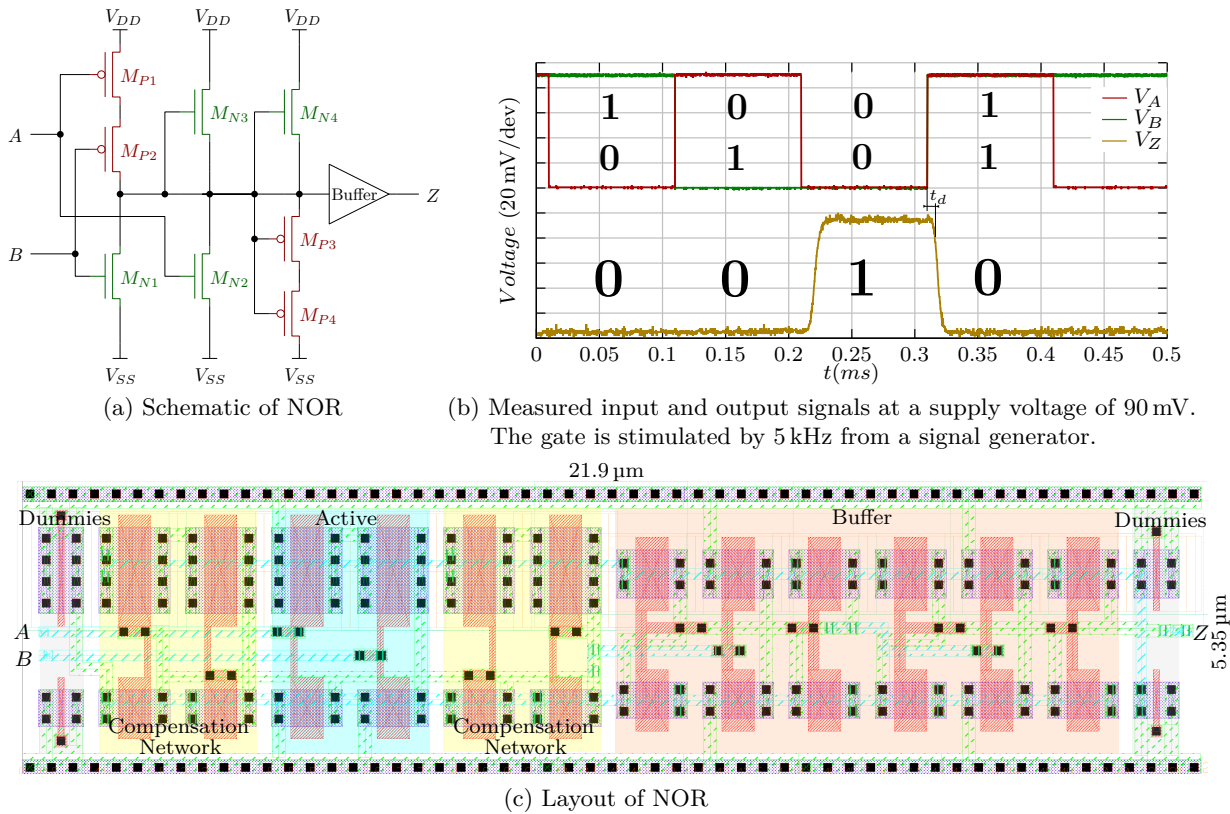 V_DD V_DD V_DD
M_P1
M_N3 M_N4
A
M_P2
Buffer Z
B
M_P3
M_N1 M_N2
M_P4
V_SS V_SS V_SS
(a) Schematic of NOR
Voltage (20 mV/dev)
1 0 0 1
0 1 0 1
V_A
V_B
V_Z
t_d
0 0 1 0
0 0.05 0.1 0.15 0.2 0.25 0.3 0.35 0.4 0.45 0.5
t(ms)
(b) Measured input and output signals at a supply voltage of 90 mV.
The gate is stimulated by 5 kHz from a signal generator.
21.9 µm
Dummies Active Buffer Dummies
A
B
Z
5.35 µm
Compensation Compensation
Network Network
(c) Layout of NOR